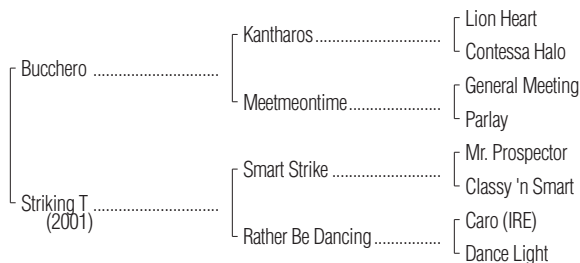 Lion Heart
Kantharos
Contessa Halo
Bucchero
General Meeting
Meetmeontime
Parlay
Mr. Prospector
Smart Strike
Classy 'n Smart
Striking T
(2001)
Caro (IRE)
Rather Be Dancing
Dance Light